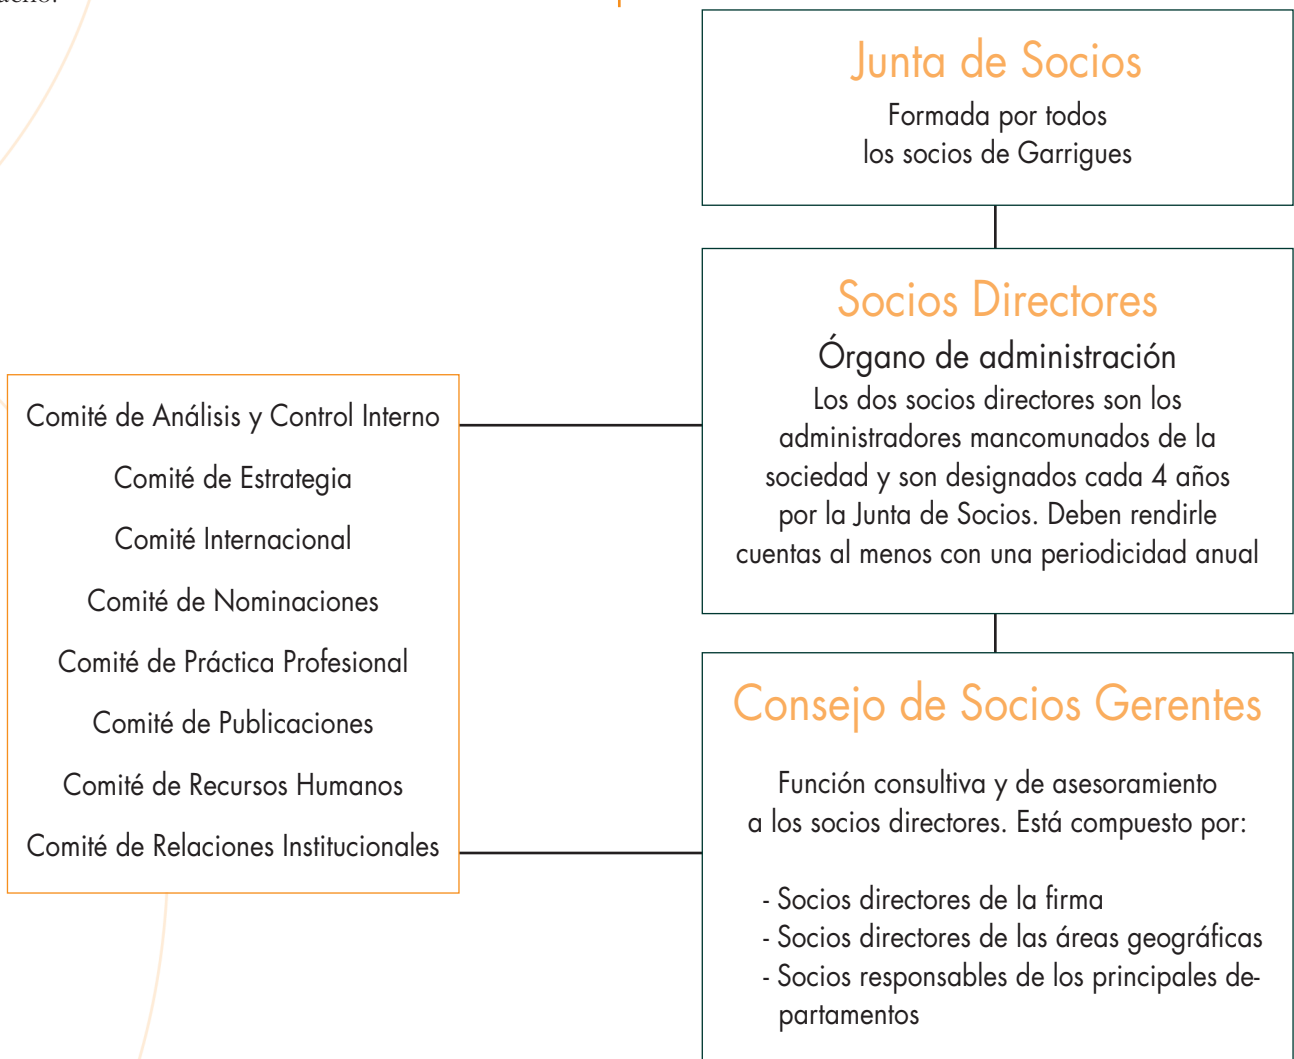 Junta de Socios
Formada por todos
los socios de Garrigues
Socios Directores
Órgano de administración
Los dos socios directores son los
administradores mancomunados de la
sociedad y son designados cada 4 años
por la Junta de Socios. Deben rendirle
cuentas al menos con una periodicidad anual
Comité de Análisis y Control Interno
Comité de Estrategia
Comité Internacional
Comité de Nominaciones
Comité de Práctica Profesional
Comité de Publicaciones
Comité de Recursos Humanos
Comité de Relaciones Institucionales
Consejo de Socios Gerentes
Función consultiva y de asesoramiento
a los socios directores. Está compuesto por:
- Socios directores de la firma
- Socios directores de las áreas geográficas
- Socios responsables de los principales de-
partamentos